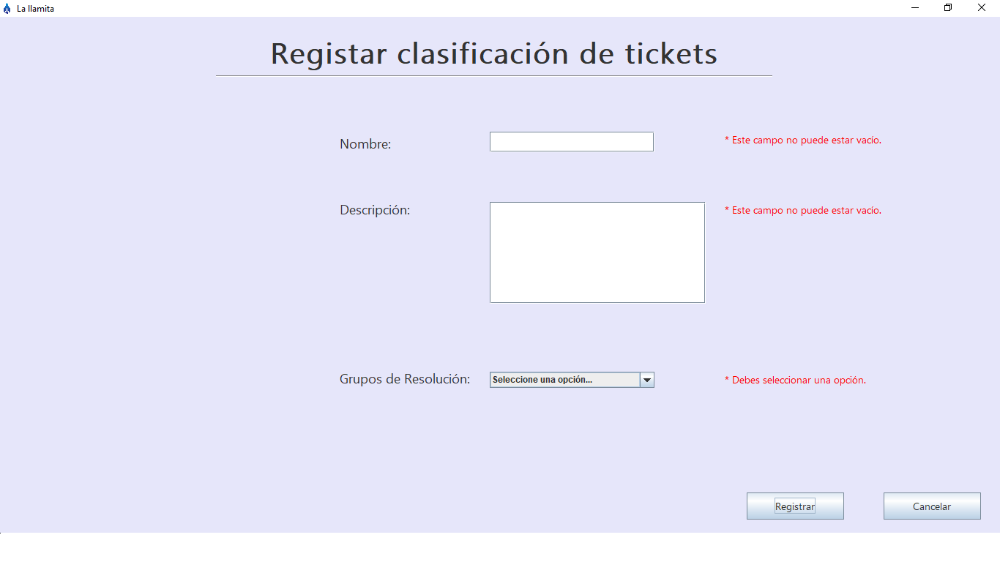 La llamita
Registar clasificación de tickets
Nombre:
* Este campo no puede estar vacío.
Descripción:
* Este campo no puede estar vacío.
Grupos de Resolución:
Seleccione una opción...
* Debes seleccionar una opción.
Registrar
Cancelar